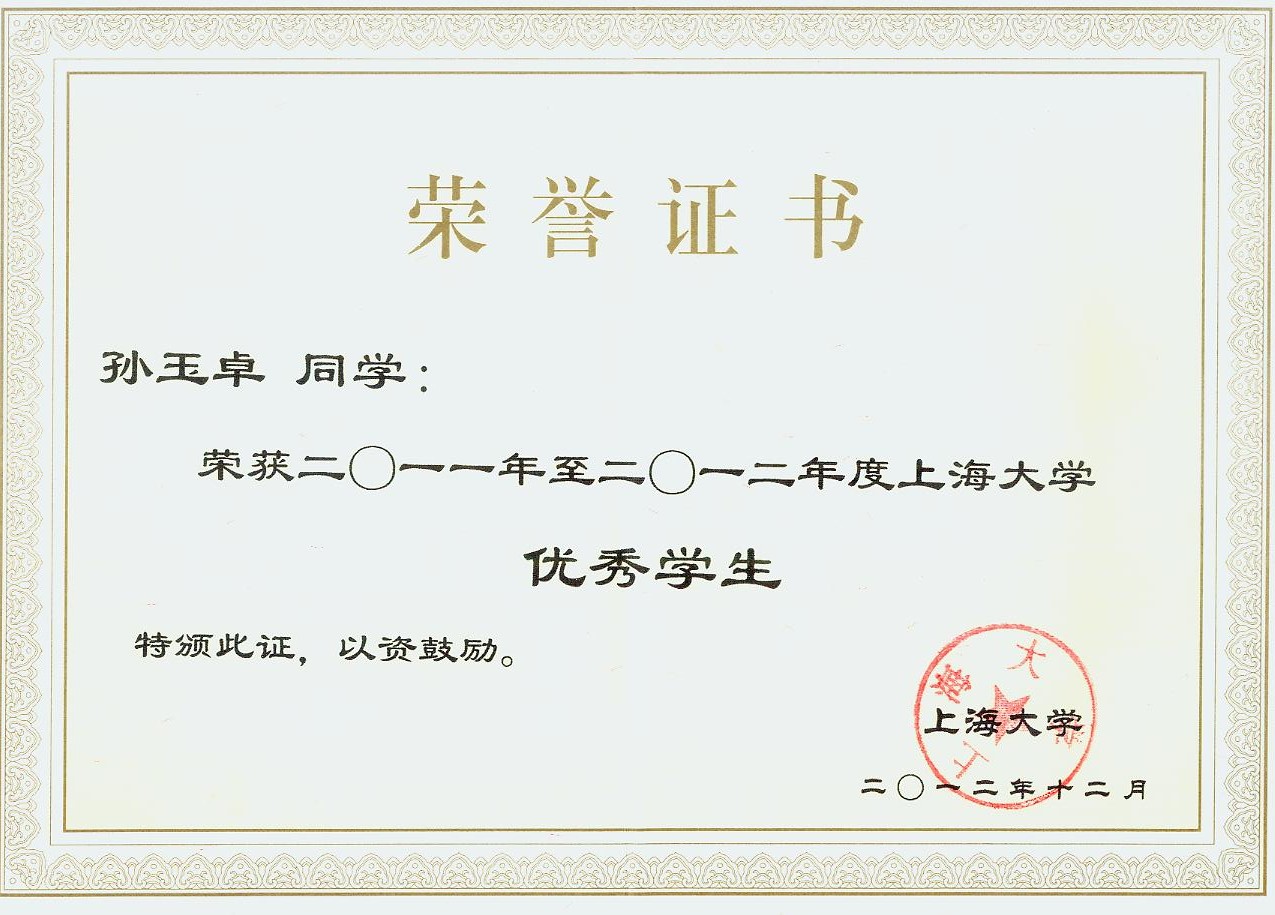 荣誉证书
孙玉卓 同学：
荣获二〇一一年至二〇一二年度上海大学
优秀学生
特颁此证，以资鼓励。
上海大学
上海大学
二〇一二年十二月